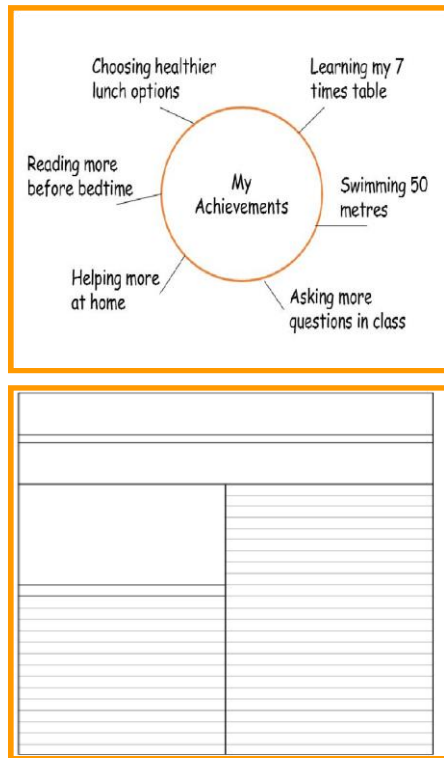 Choosing healthier
lunch options
Learning my 7
times table
Reading more
before bedtime
My
Achievements
Swimming 50
metres
Helping more
at home
Asking more
questions in class